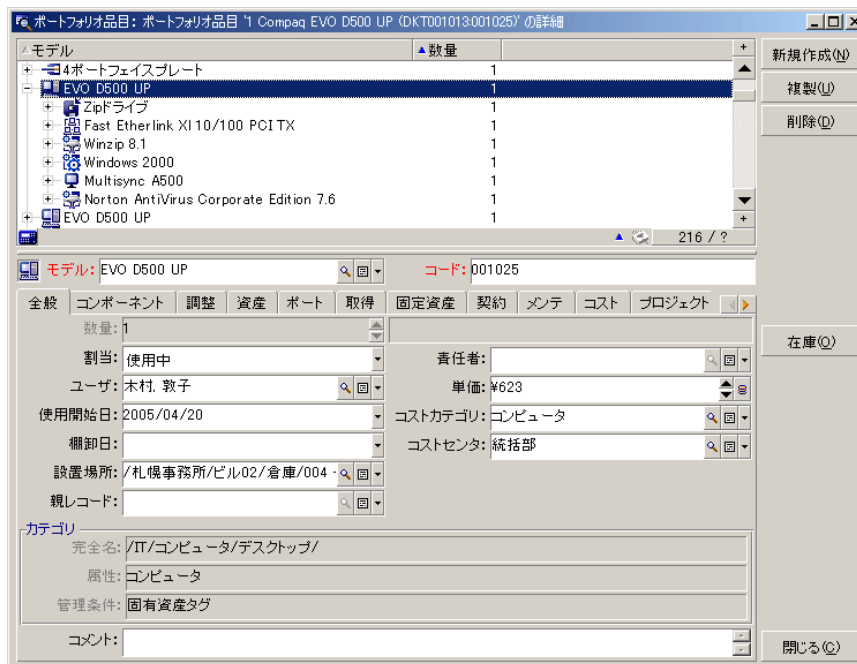 ポートフォリオ品目: ポートフォリオ品目 '1 Compaq EVO D500 UP (DKT001013:001025)' の詳細
モデル 数量
4ポートフェイスプレート 1
EVO D500 UP 1
Zipドライブ 1
Fast Etherlink Xl 10/100 PCI TX 1
Winzip 8.1 1
Windows 2000 1
Multisync A500 1
Norton AntiVirus Corporate Edition 7.6 1
EVO D500 UP 1
216 / ?
新規作成(N)
複製(U)
削除(D)
モデル: EVO D500 UP コード: 001025
全般 コンポーネント 調整 資産 ポート 取得 固定資産 契約 メンテ コスト プロジェクト
数量: 1
割当: 使用中 責任者:
ユーザ: 木村, 敦子 単価: ¥623
使用開始日: 2005/04/20 コストカテゴリ: コンピュータ
棚卸日: コストセンタ: 統括部
設置場所: /札幌事務所/ビル02/倉庫/004 -
親レコード:
カテゴリ
完全名: /IT/コンピュータ/デスクトップ/
属性: コンピュータ
管理条件: 固有資産タグ
コメント:
在庫(O)
閉じる(C)